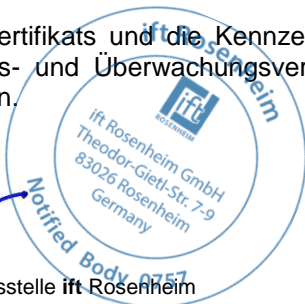 ertifikats und die Kennze
s- und Überwachungsver
n.
ift Rosenheim
ift
ROSENHEIM
ift Rosenheim GmbH
Theodor-Gietl-Str. 7-9
83026 Rosenheim
Germany
Notified Body 0757
sstelle ift Rosenheim